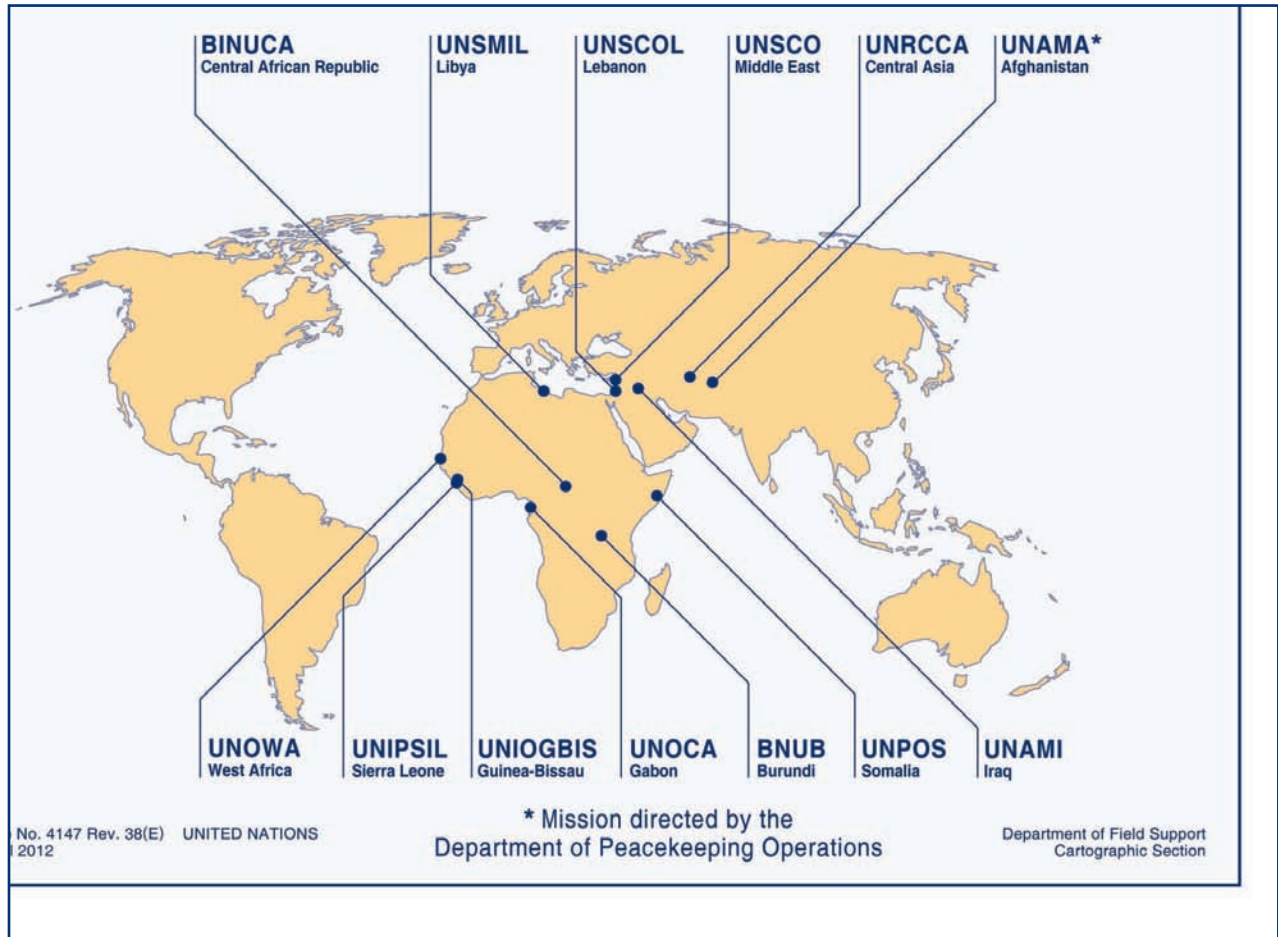 BINUCA
Central African Republic
UNSMIL
Libya
UNSCOL
Lebanon
UNSCO
Middle East
UNRCCA
Central Asia
UNAMA*
Afghanistan
UNOWA
West Africa
UNIPSIL
Sierra Leone
UNIOGBIS
Guinea-Bissau
UNOCA
Gabon
BNUB
Burundi
UNPOS
Somalia
UNAMI
Iraq
No. 4147 Rev. 38(E) UNITED NATIONS
2012
* Mission directed by the
Department of Peacekeeping Operations
Department of Field Support
Cartographic Section